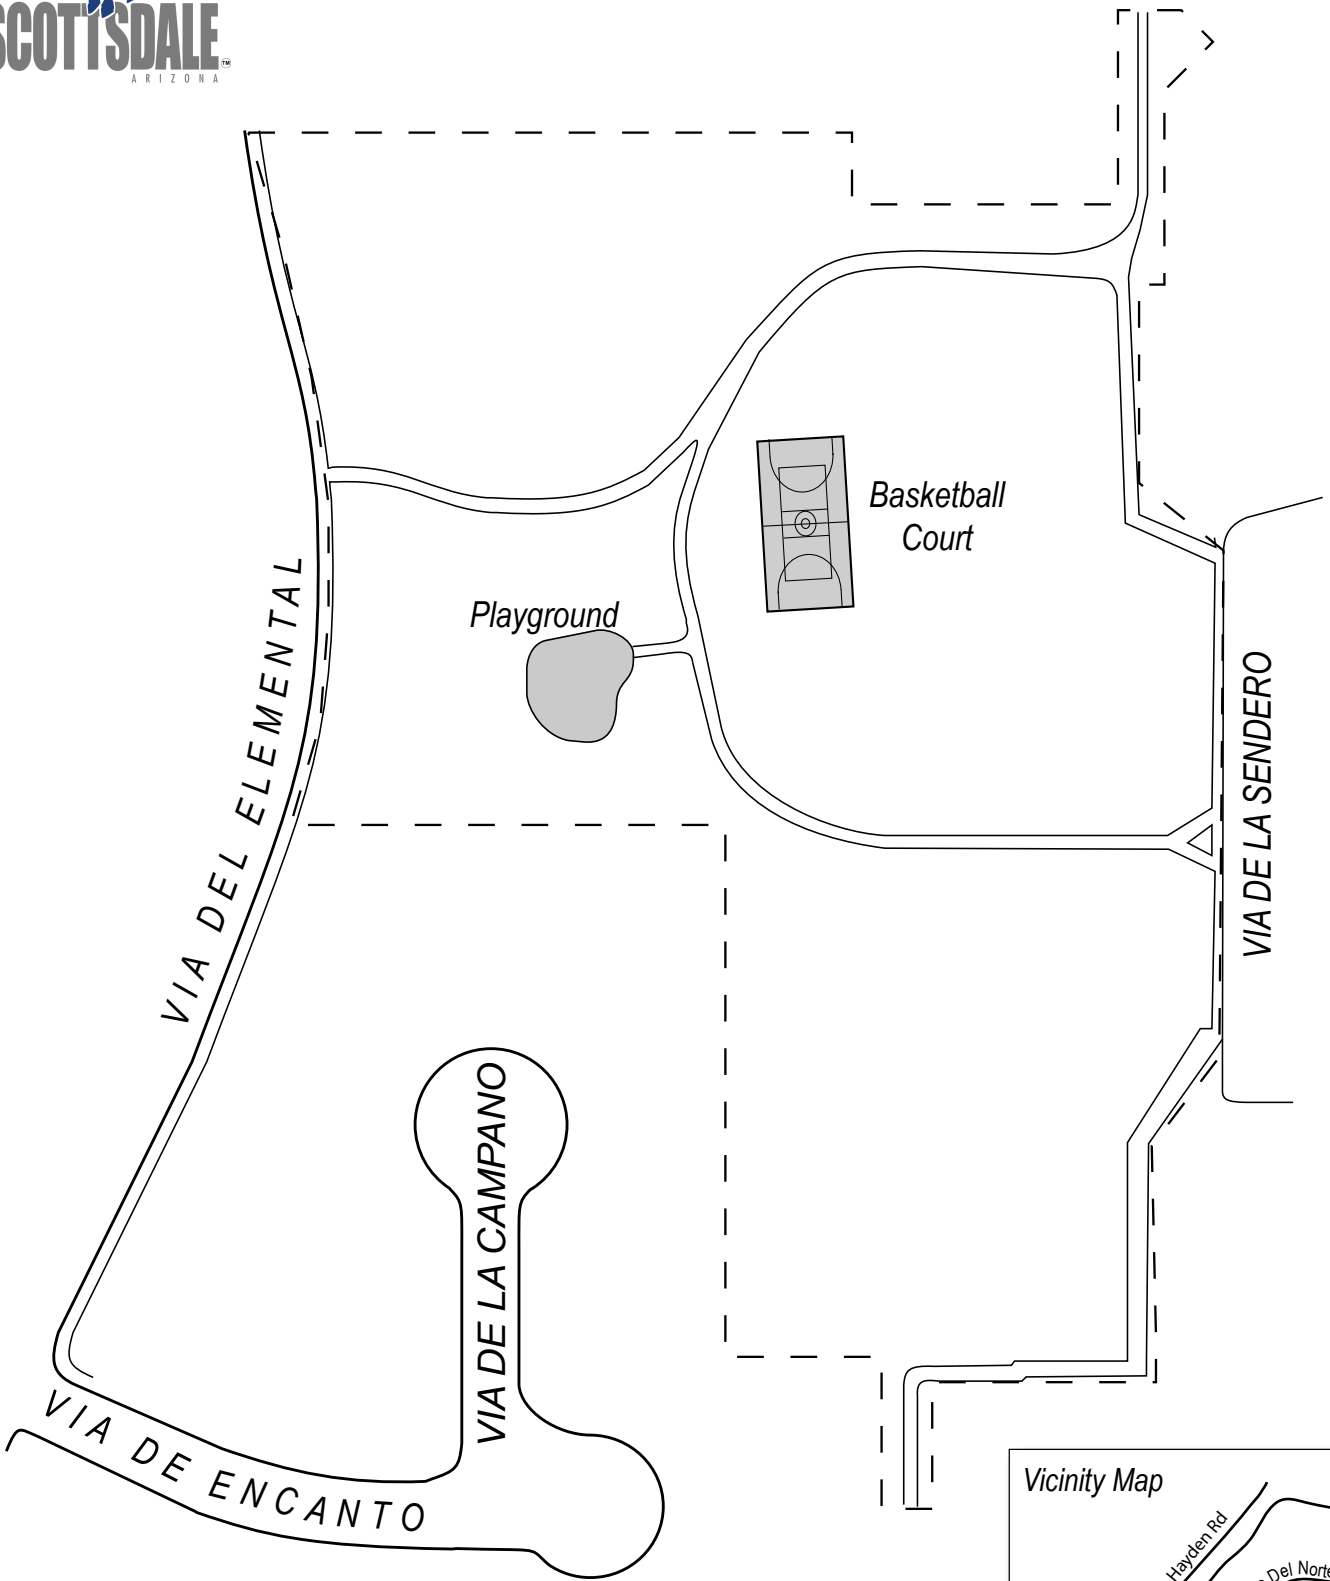 SCOTTSDALE
TM
ARIZONA
Basketball
Court
Playground
VIA DEL ELEMENTAL
VIA DE LA SENDERO
VIA DE LA CAMPANO
VIA DE ENCANTO
Vicinity Map
Hayden Rd
Del Norte